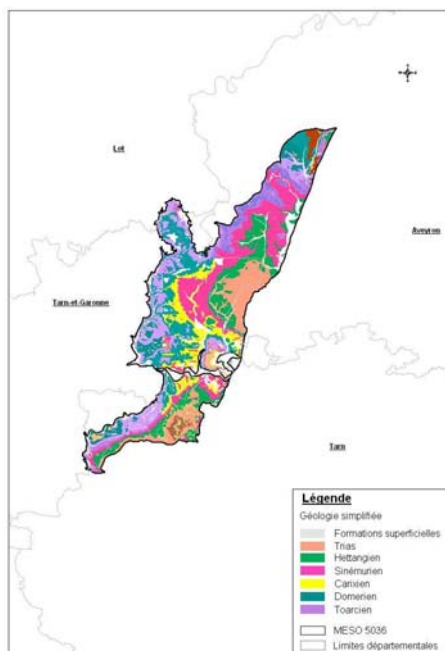 Lot
Aveyron
Tarn-et-Garonne
Tarn
Légende
Géologie simplifiée
Formations superficielles
Trias
Hettangien
Sinémurien
Carixien
Domerien
Toarcien
MESO 5036
Limites départementales